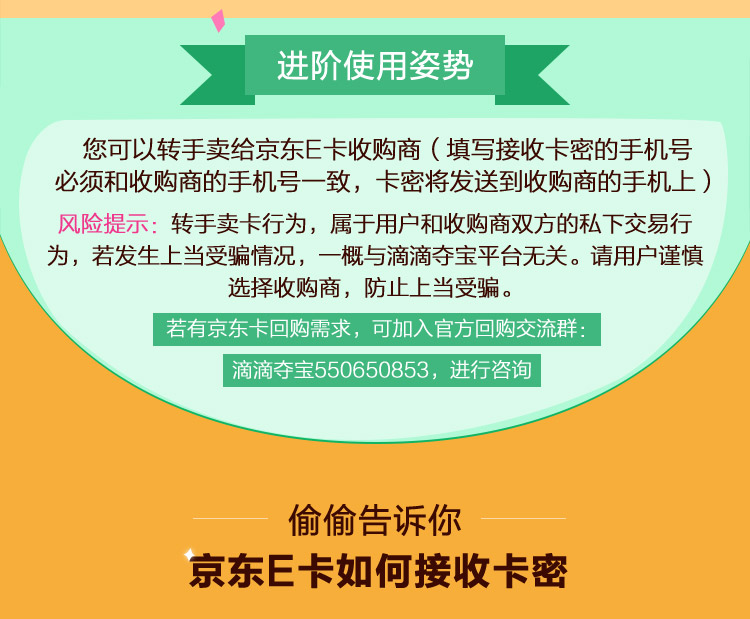 进阶使用姿势
您可以转手卖给京东E卡收购商（填写接收卡密的手机号
必须和收购商的手机号一致，卡密将发送到收购商的手机上）
风险提示：转手卖卡行为，属于用户和收购商双方的私下交易行
为，若发生上当受骗情况，一概与滴滴夺宝平台无关。请用户谨慎
选择收购商，防止上当受骗。
若有京东卡回购需求，可加入官方回购交流群：
滴滴夺宝550650853，进行咨询
偷偷告诉你
京东E卡如何接收卡密